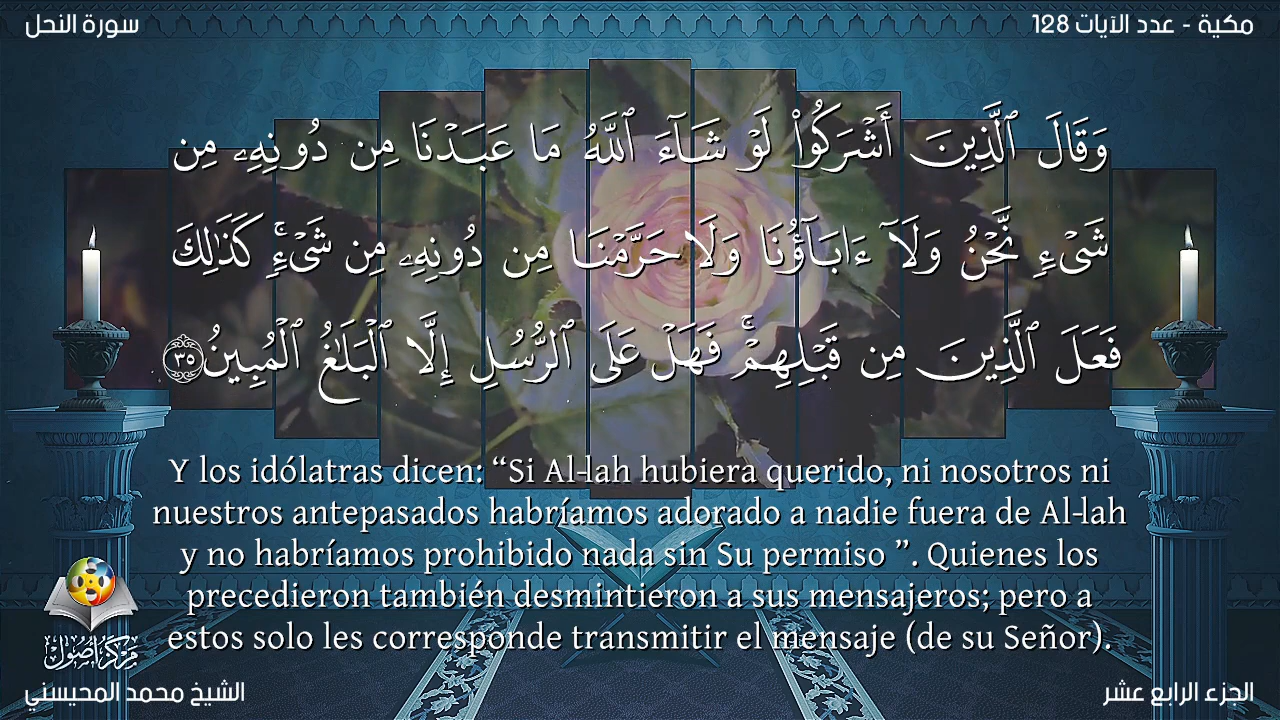 سورة النحل
مكية - عدد الآيات 128
وَقَالَ ٱلَّذِينَ أَشْرَكُوا۟ لَوْ شَآءَ ٱللَّهُ مَا عَبَدْنَا مِن دُونِهِۦ مِن
شَىْءٍ نَّحْنُ وَلَآ ءَابَآؤُنَا وَلَا حَرَّمْنَا مِن دُونِهِۦ مِن شَىْءٍ ۚ كَذَٰلِكَ
فَعَلَ ٱلَّذِينَ مِن قَبْلِهِمْ ۚ فَهَلْ عَلَى ٱلرُّسُلِ إِلَّا ٱلْبَلَٰغُ ٱلْمُبِينُ ٣٥
Y los idólatras dicen: “Si Al-lah hubiera querido, ni nosotros ni
nuestros antepasados habríamos adorado a nadie fuera de Al-lah
y no habríamos prohibido nada sin Su permiso ”. Quienes los
precedieron también desmintieron a sus mensajeros; pero a
estos solo les corresponde transmitir el mensaje (de su Señor).
مركز أصول
الشيخ محمد المحيسني
الجزء الرابع عشر